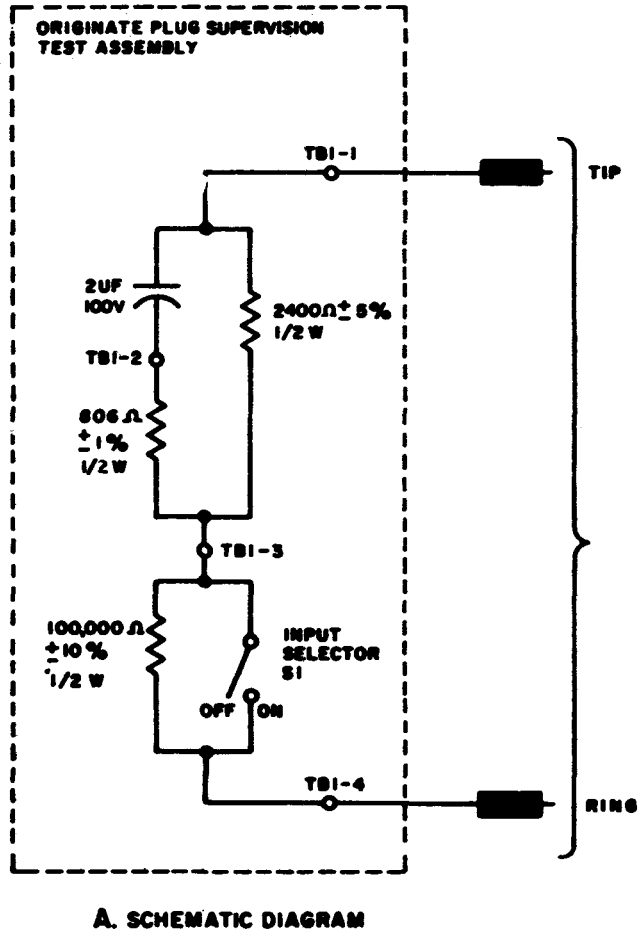 ORIGINATE PLUG SUPERVISION
TEST ASSEMBLY
TB1-1
TIP
2UF
100V
2400Ω ± 5%
1/2 W
TB1-2
806 Ω
± 1%
1/2 W
TB1-3
100,000 Ω
± 10%
1/2 W
INPUT
SELECTOR
S1
OFF
ON
TB1-4
RING
A. SCHEMATIC DIAGRAM